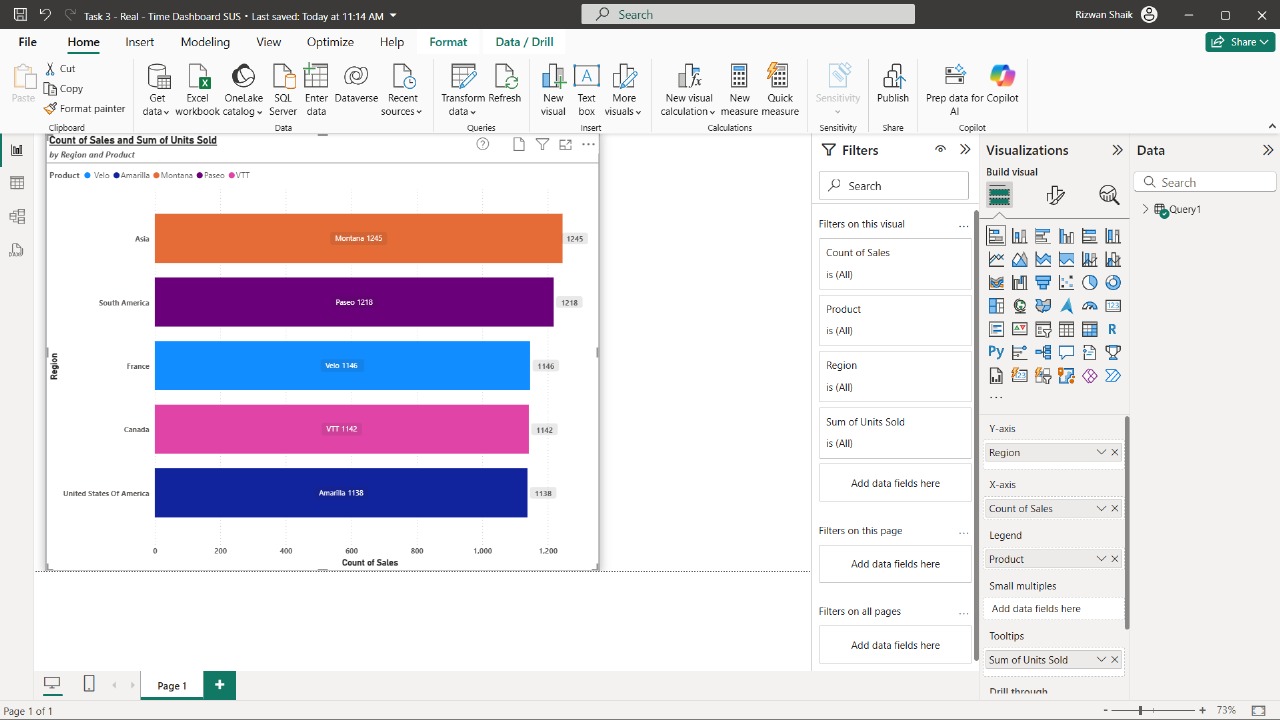 Task 3 - Real - Time Dashboard SUS • Last saved: Today at 11:14 AM
Search
Rizwan Shaik
File Home Insert Modeling View Optimize Help Format Data / Drill
Share
Paste
Cut
Copy
Format painter
Get data
Excel workbook
OneLake catalog
SQL Server
Enter data
Dataverse
Recent sources
Transform data
Refresh
New visual
Text box
More visuals
New visual calculation
New measure
Quick measure
Sensitivity
Publish
Prep data for AI
Copilot
Clipboard Data Queries Insert Calculations Sensitivity Share Copilot
Count of Sales and Sum of Units Sold
by Region and Product
Product Velo Amarilla Montana Paseo VTT
Asia Montana 1245 1245
South America Paseo 1218 1218
France Velo 1146 1146
Canada VTT 1142 1142
United States Of America Amarilla 1138 1138
Region
0 200 400 600 800 1,000 1,200
Count of Sales
Filters
Search
Filters on this visual ...
Count of Sales
is (All)
Product
is (All)
Region
is (All)
Sum of Units Sold
is (All)
Add data fields here
Filters on this page ...
Add data fields here
Filters on all pages ...
Add data fields here
Visualizations
Build visual
123
R
Py
...
Y-axis
Region
X-axis
Count of Sales
Legend
Product
Small multiples
Add data fields here
Tooltips
Sum of Units Sold
Drill through
Data
Search
Query1
Page 1
+
Page 1 of 1
- + 73%